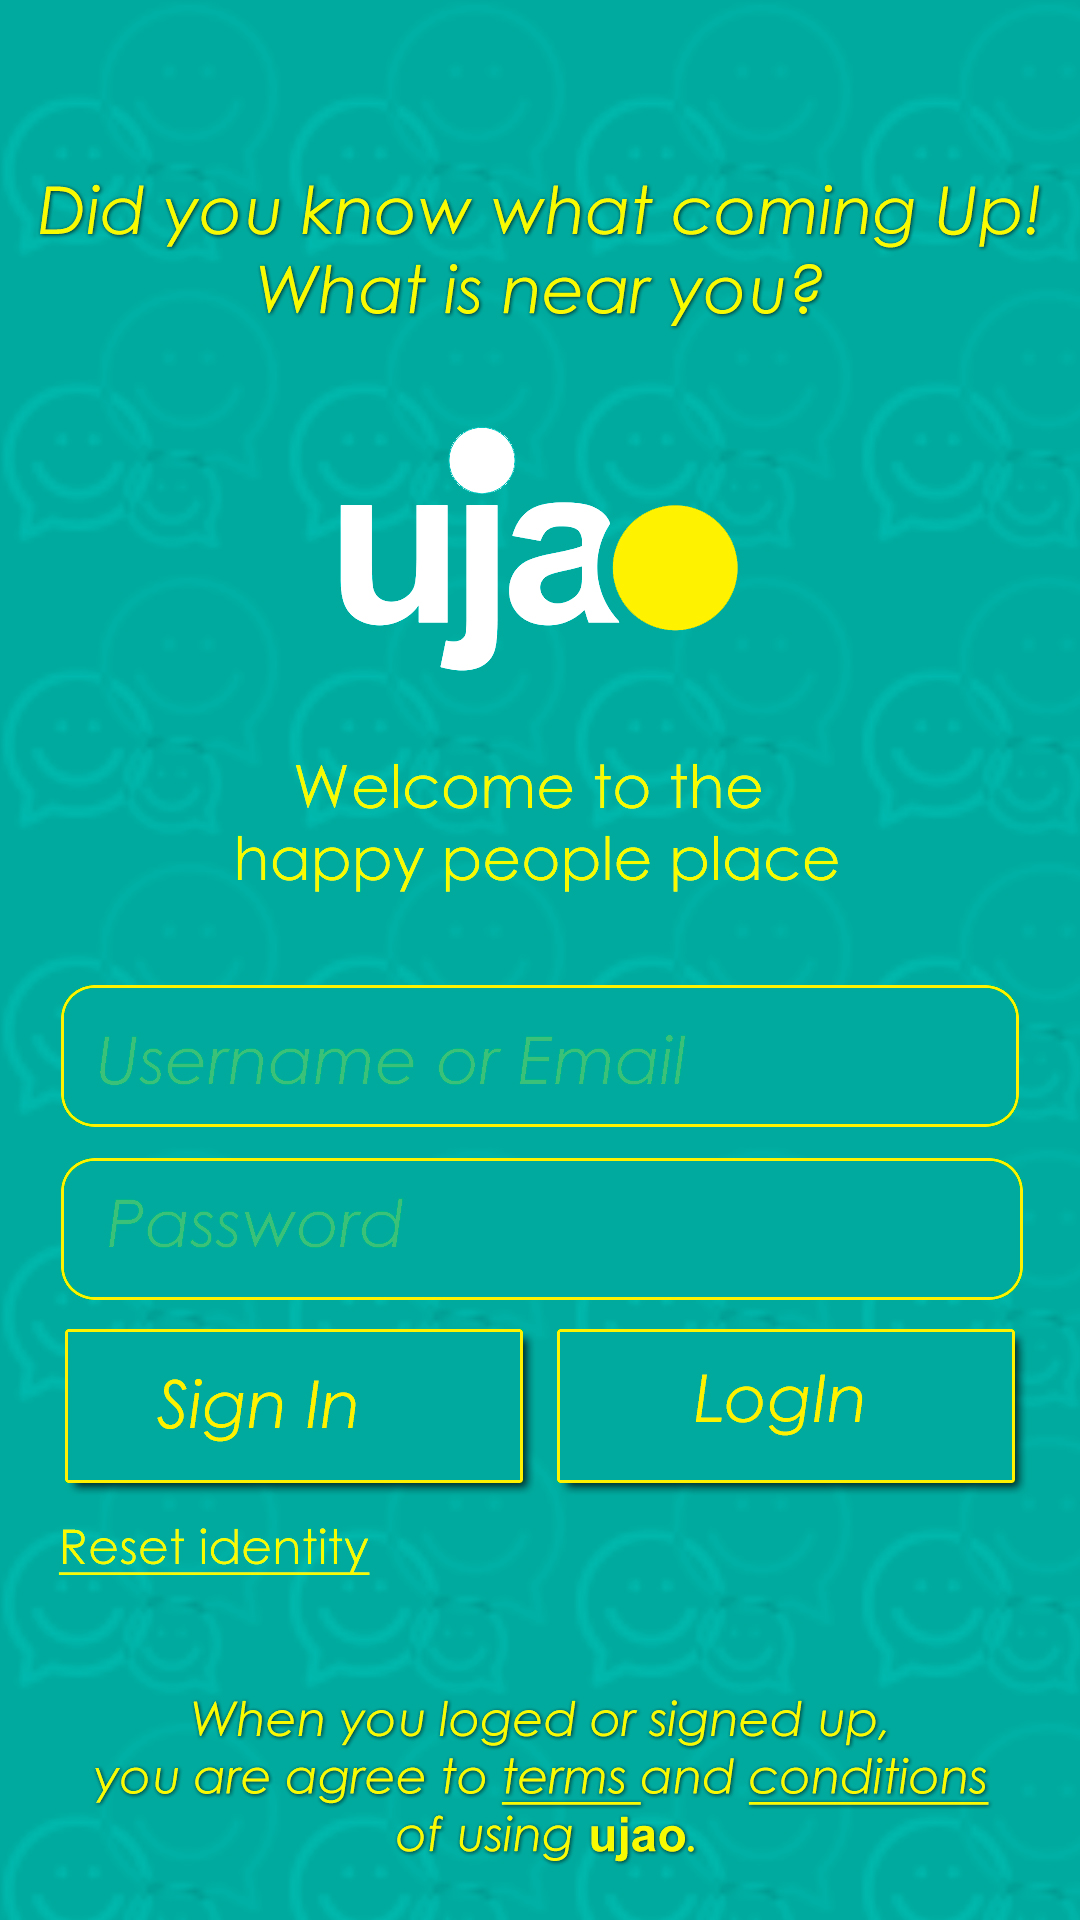 Did you know what coming Up!
What is near you?
ujao
Welcome to the
happy people place
Username or Email
Password
Sign In
LogIn
Reset identity
When you loged or signed up,
you are agree to terms and conditions
of using ujao.